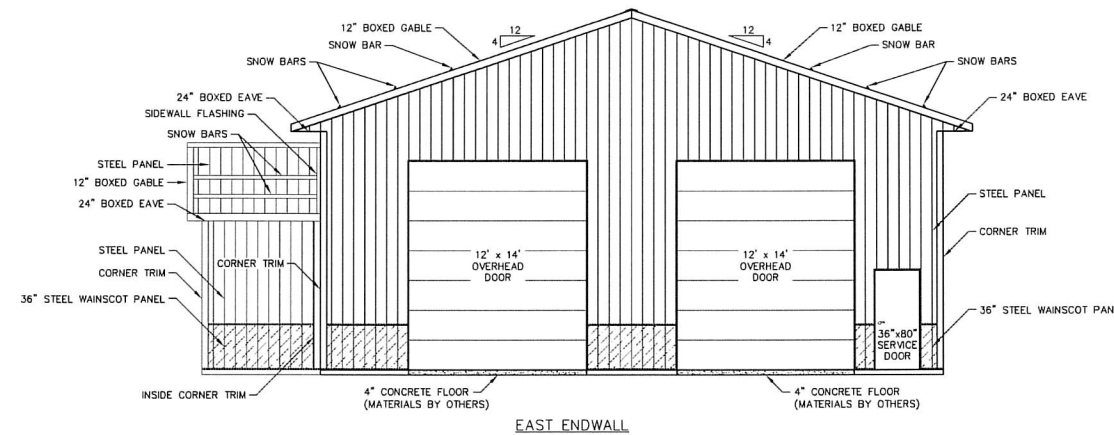 12
4
12" BOXED GABLE
SNOW BAR
SNOW BARS
24" BOXED EAVE
SIDEWALL FLASHING
SNOW BARS
STEEL PANEL
12" BOXED GABLE
24" BOXED EAVE
STEEL PANEL
CORNER TRIM
CORNER TRIM
36" STEEL WAINSCOT PANEL
INSIDE CORNER TRIM
12' x 14'
OVERHEAD
DOOR
4" CONCRETE FLOOR
(MATERIALS BY OTHERS)
12
4
12" BOXED GABLE
SNOW BAR
SNOW BARS
24" BOXED EAVE
STEEL PANEL
CORNER TRIM
12' x 14'
OVERHEAD
DOOR
36"x80"
SERVICE
DOOR
36" STEEL WAINSCOT PAN
4" CONCRETE FLOOR
(MATERIALS BY OTHERS)
EAST ENDWALL